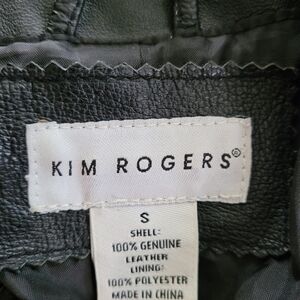 KIM ROGERS®
S
SHELL:
100% GENUINE
LEATHER
LINING:
100% POLYESTER
MADE IN CHINA